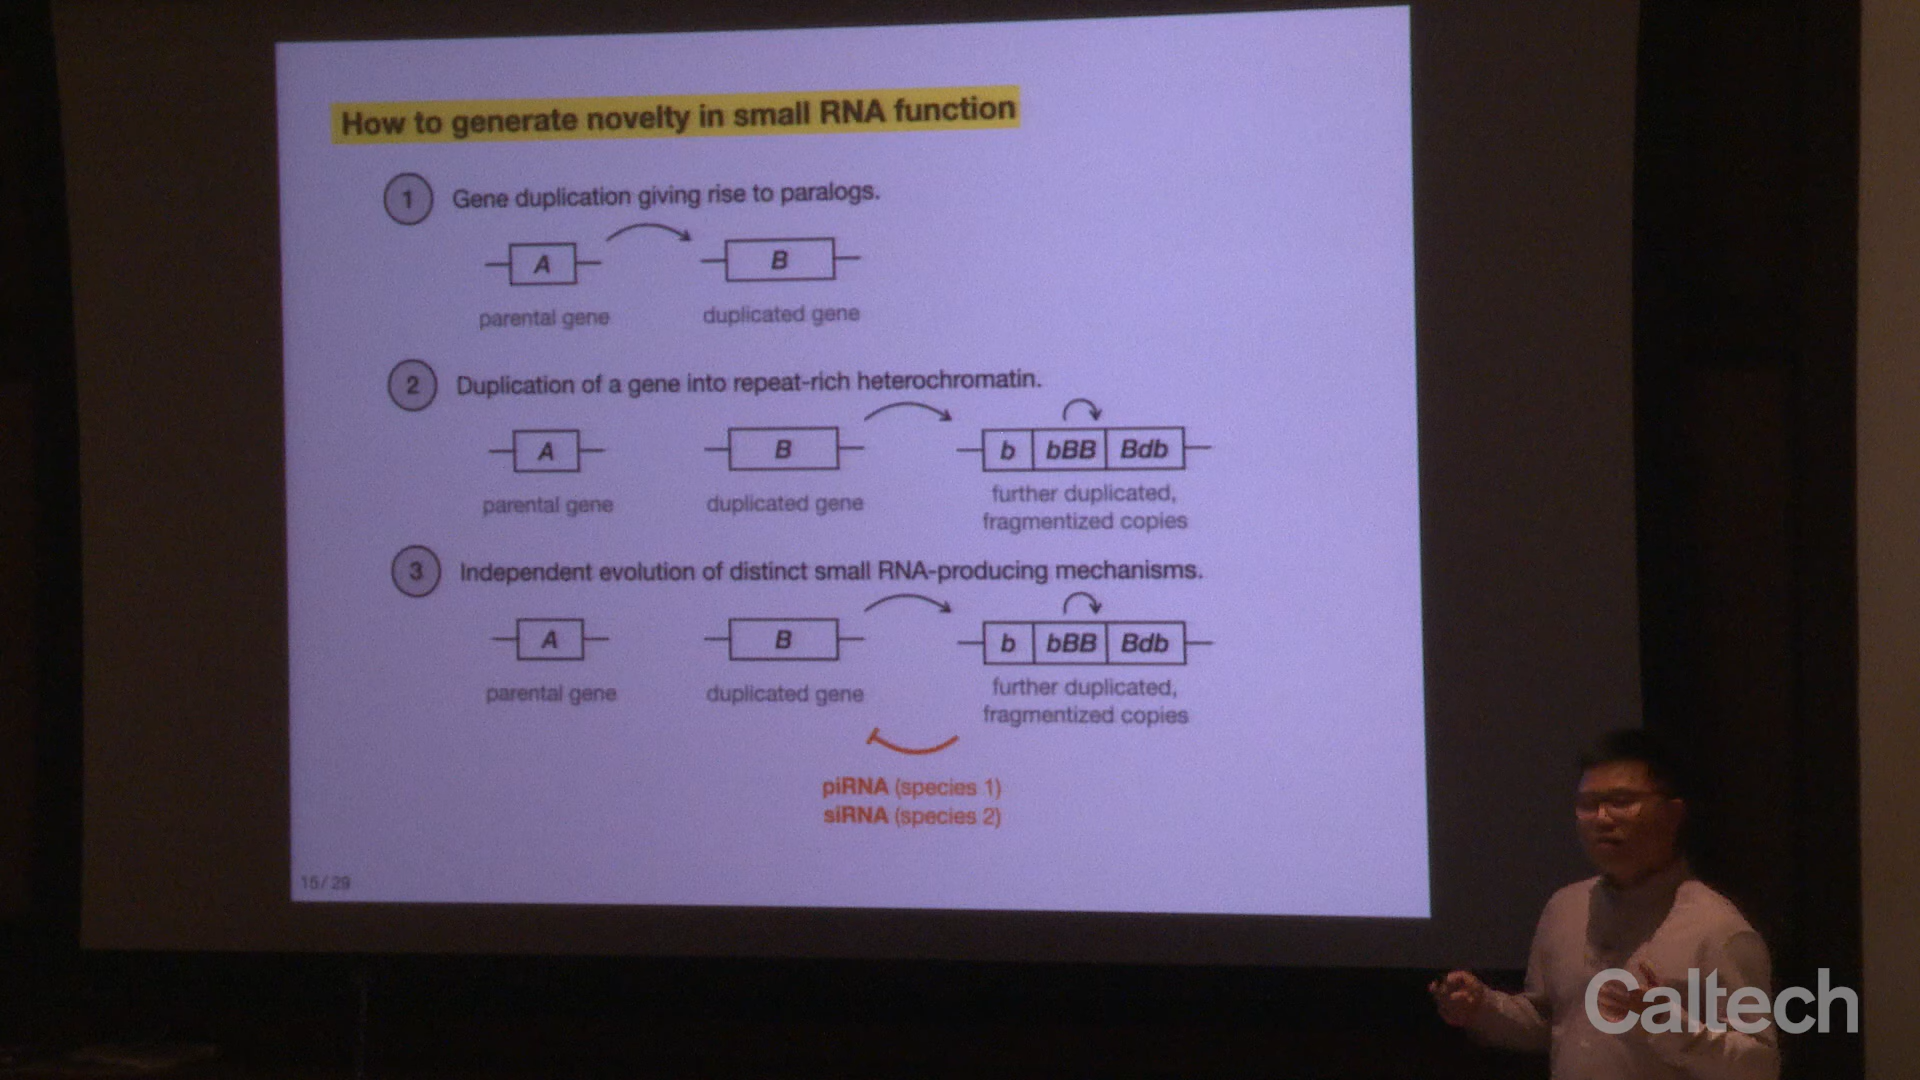 How to generate novelty in small RNA function
1 Gene duplication giving rise to paralogs.
A B
parental gene duplicated gene
2 Duplication of a gene into repeat-rich heterochromatin.
A B b bBB Bdb
parental gene duplicated gene further duplicated,
fragmentized copies
3 Independent evolution of distinct small RNA-producing mechanisms.
A B b bBB Bdb
parental gene duplicated gene further duplicated,
fragmentized copies
piRNA (species 1)
siRNA (species 2)
15/29
Caltech